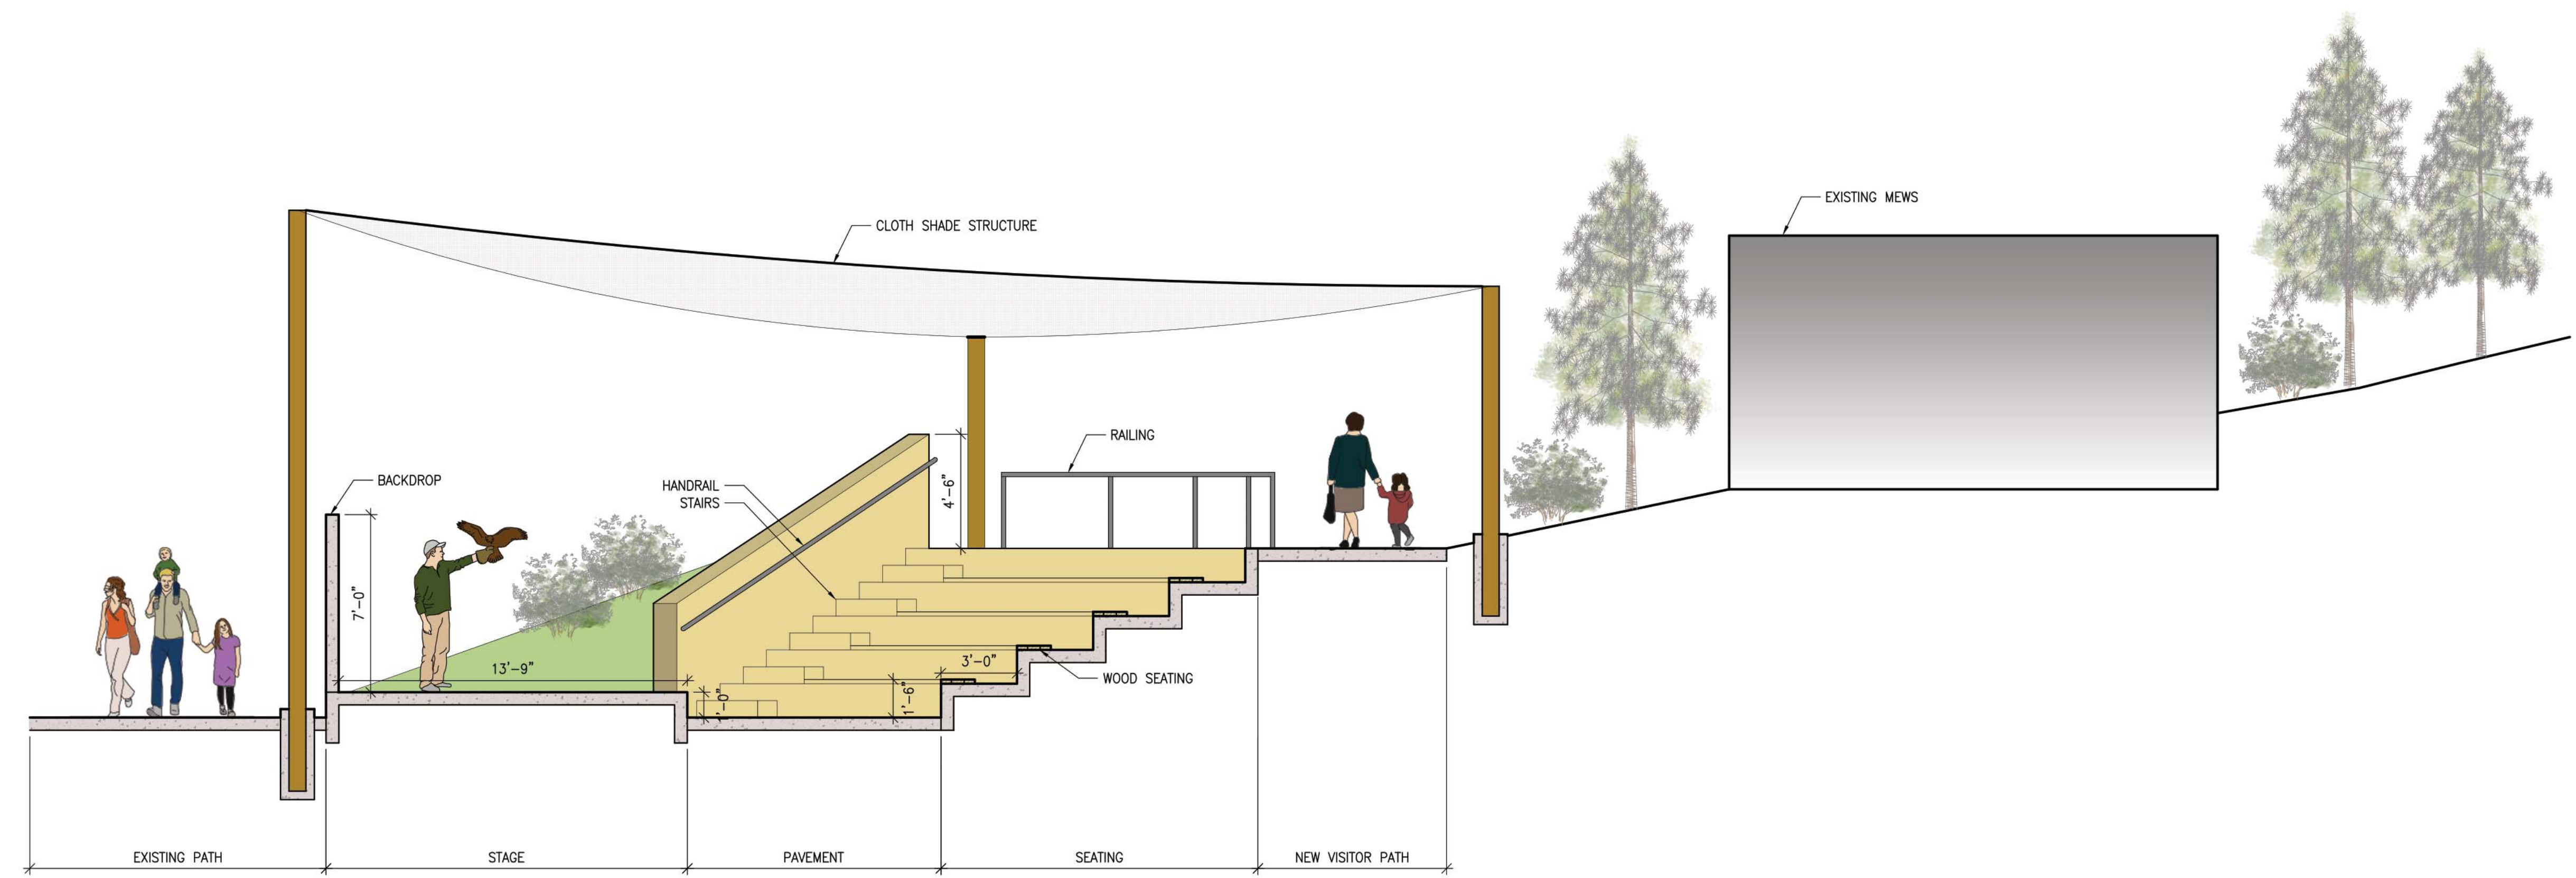 EXISTING MEWS
CLOTH SHADE STRUCTURE
RAILING
BACKDROP
HANDRAIL
STAIRS
4'-6"
7'-0"
13'-9"
3'-0"
WOOD SEATING
1'-0"
1'-6"
EXISTING PATH
STAGE
PAVEMENT
SEATING
NEW VISITOR PATH